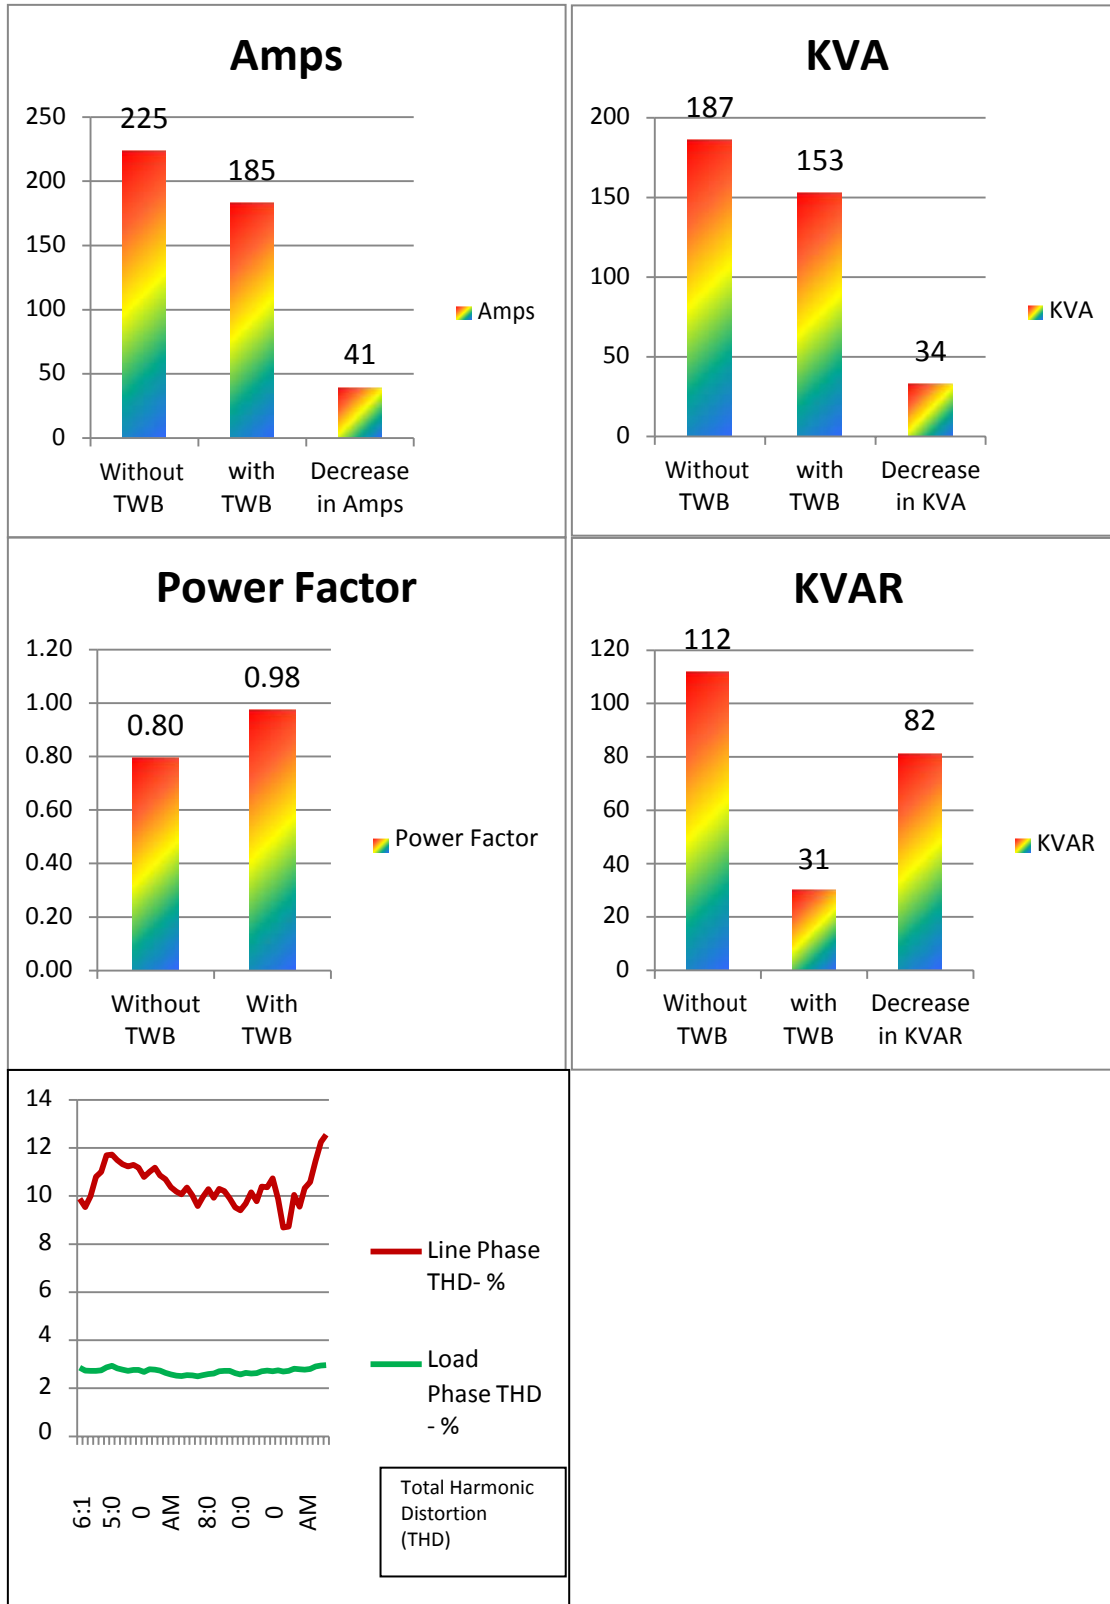 Amps
250
200
150
100
50
0
225
185
41
Without
TWB
with
TWB
Decrease
in Amps
Amps
KVA
200
150
100
50
0
187
153
34
Without
TWB
with
TWB
Decrease
in KVA
KVA
Power Factor
1.20
1.00
0.80
0.60
0.40
0.20
0.00
0.80
0.98
Without
TWB
With
TWB
Power Factor
KVAR
120
100
80
60
40
20
0
112
31
82
Without
TWB
with
TWB
Decrease
in KVAR
KVAR
14
12
10
8
6
4
2
0
6:1
5:0
0
AM
8:0
0:0
0
AM
Line Phase
THD- %
Load
Phase THD
- %
Total Harmonic
Distortion
(THD)